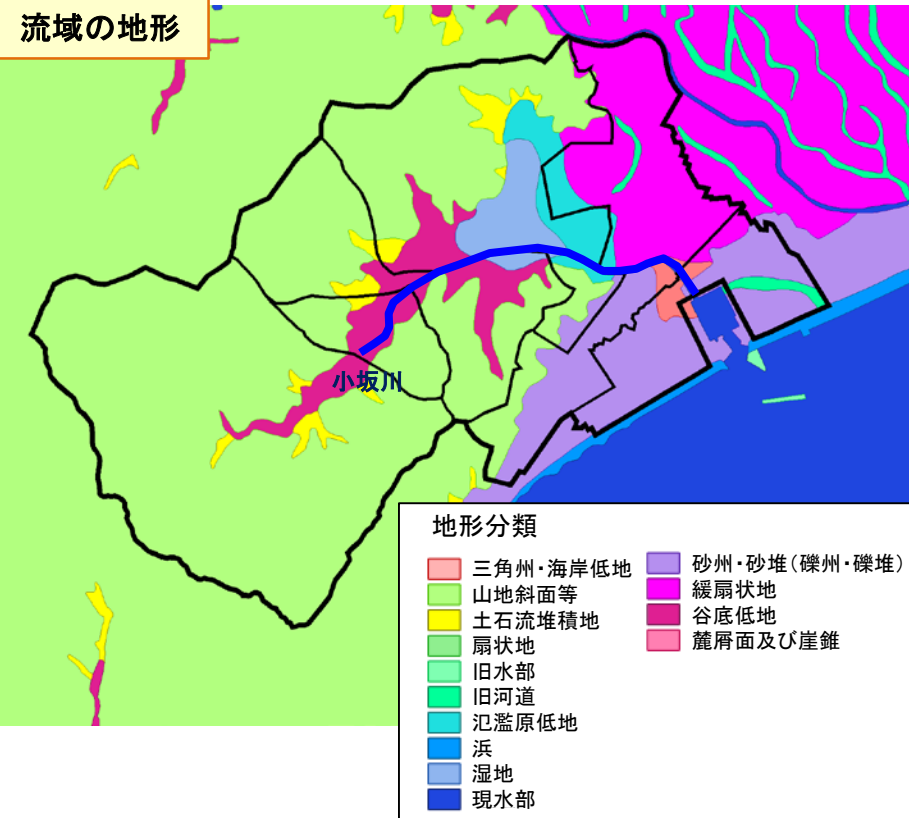 流域の地形
小坂川
地形分類
三角州・海岸低地
山地斜面等
土石流堆積地
扇状地
旧水部
旧河道
氾濫原低地
浜
湿地
現水部
砂州・砂堆(礫州・礫堆)
緩扇状地
谷底低地
麓屑面及び崖錐